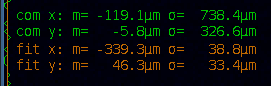 com x: m= -119.1µm σ=  738.4µm
com y: m=   -5.8µm σ=  326.6µm
fit x: m= -339.3µm σ=   38.8µm
fit y: m=   46.3µm σ=   33.4µm